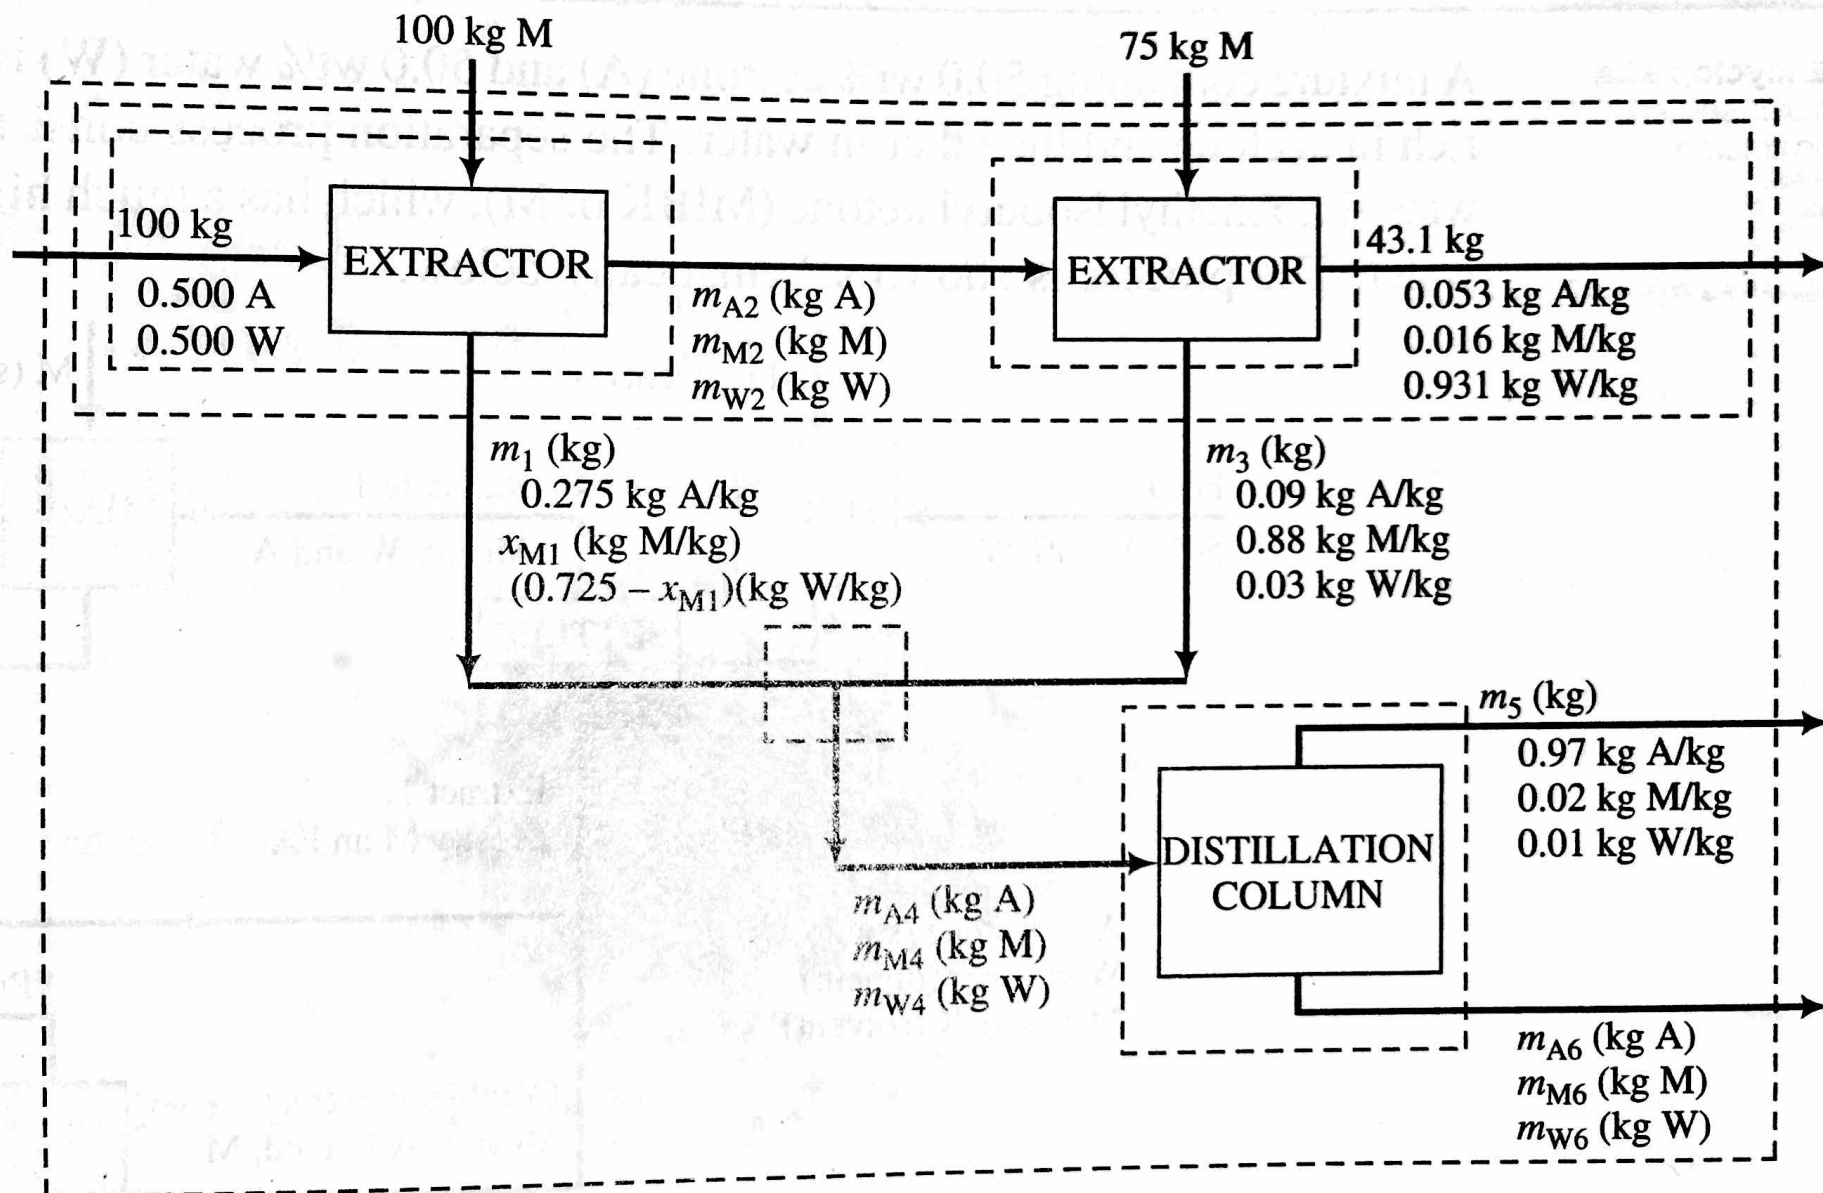 100 kg M
75 kg M
100 kg
0.500 A
0.500 W
EXTRACTOR
m_A2 (kg A)
m_M2 (kg M)
m_W2 (kg W)
EXTRACTOR
43.1 kg
0.053 kg A/kg
0.016 kg M/kg
0.931 kg W/kg
m_1 (kg)
0.275 kg A/kg
x_M1 (kg M/kg)
(0.725 – x_M1)(kg W/kg)
m_3 (kg)
0.09 kg A/kg
0.88 kg M/kg
0.03 kg W/kg
m_5 (kg)
0.97 kg A/kg
0.02 kg M/kg
0.01 kg W/kg
DISTILLATION
COLUMN
m_A4 (kg A)
m_M4 (kg M)
m_W4 (kg W)
m_A6 (kg A)
m_M6 (kg M)
m_W6 (kg W)